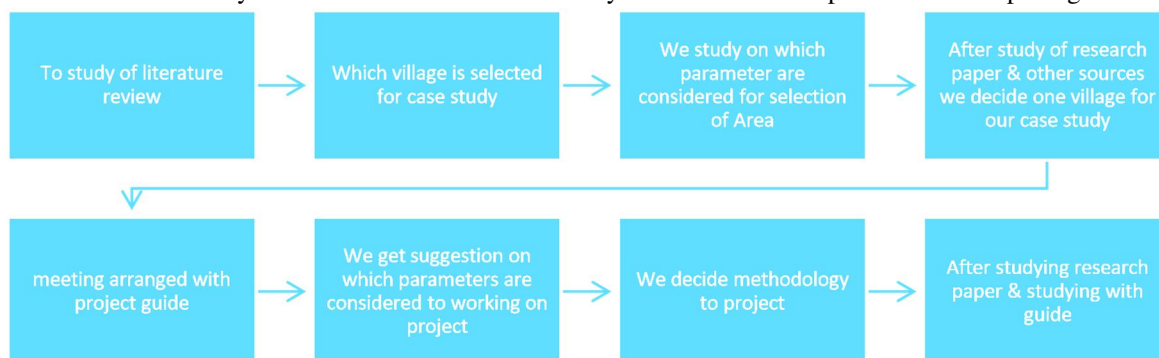 To study of literature
review
Which village is selected
for case study
We study on which
parameter are
considered for selection
of Area
After study of research
paper & other sources
we decide one village for
our case study
meeting arranged with
project guide
We get suggestion on
which parameters are
considered to working on
project
We decide methodology
to project
After studying research
paper & studying with
guide